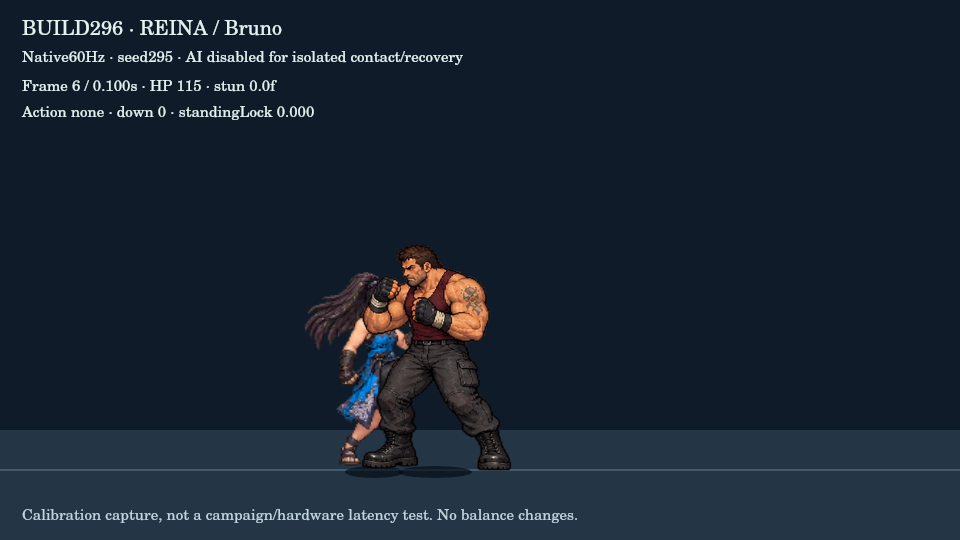 BUILD296 · REINA / Bruno
Native60Hz · seed295 · AI disabled for isolated contact/recovery
Frame 6 / 0.100s · HP 115 · stun 0.0f
Action none · down 0 · standingLock 0.000
Calibration capture, not a campaign/hardware latency test. No balance changes.